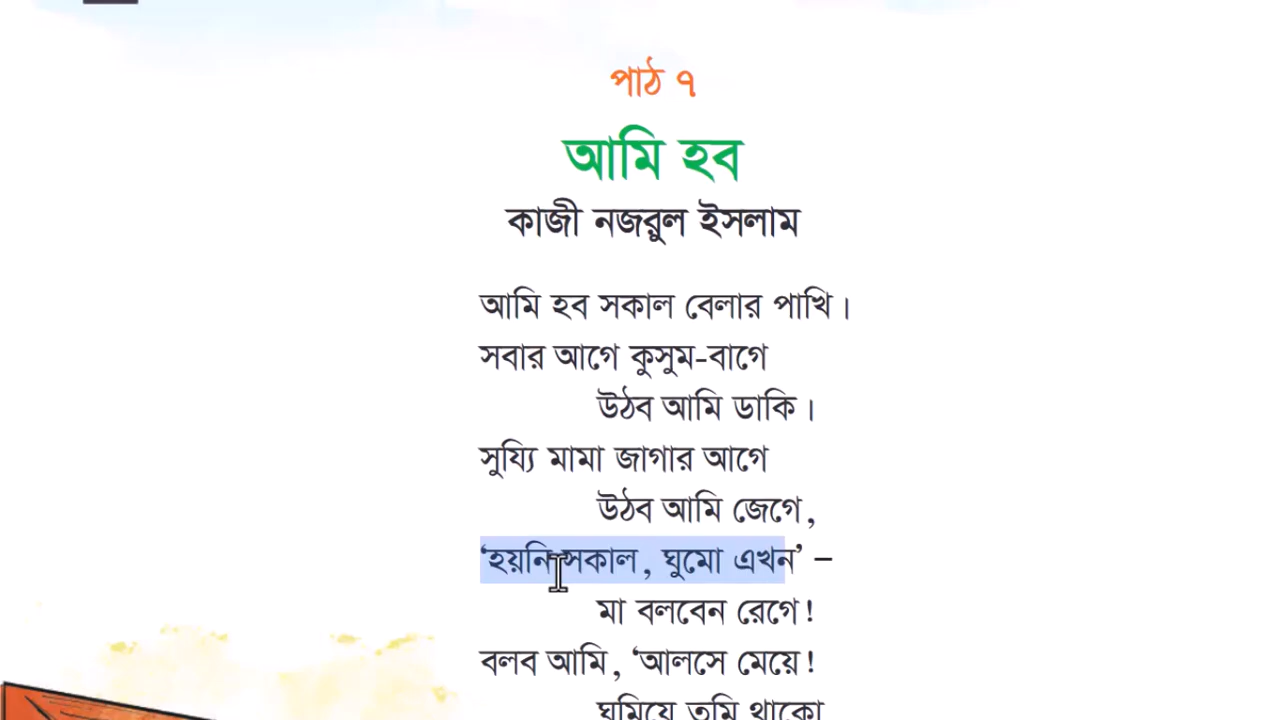 পাঠ ৭
আমি হব
কাজী নজরুল ইসলাম
আমি হব সকাল বেলার পাখি।
সবার আগে কুসুম-বাগে
উঠব আমি ডাকি।
সুয্যি মামা জাগার আগে
উঠব আমি জেগে,
‘হয়নি সকাল, ঘুমো এখন’ –
মা বলবেন রেগে!
বলব আমি, ‘আলসে মেয়ে!
ঘুমিয়ে তুমি থাকো